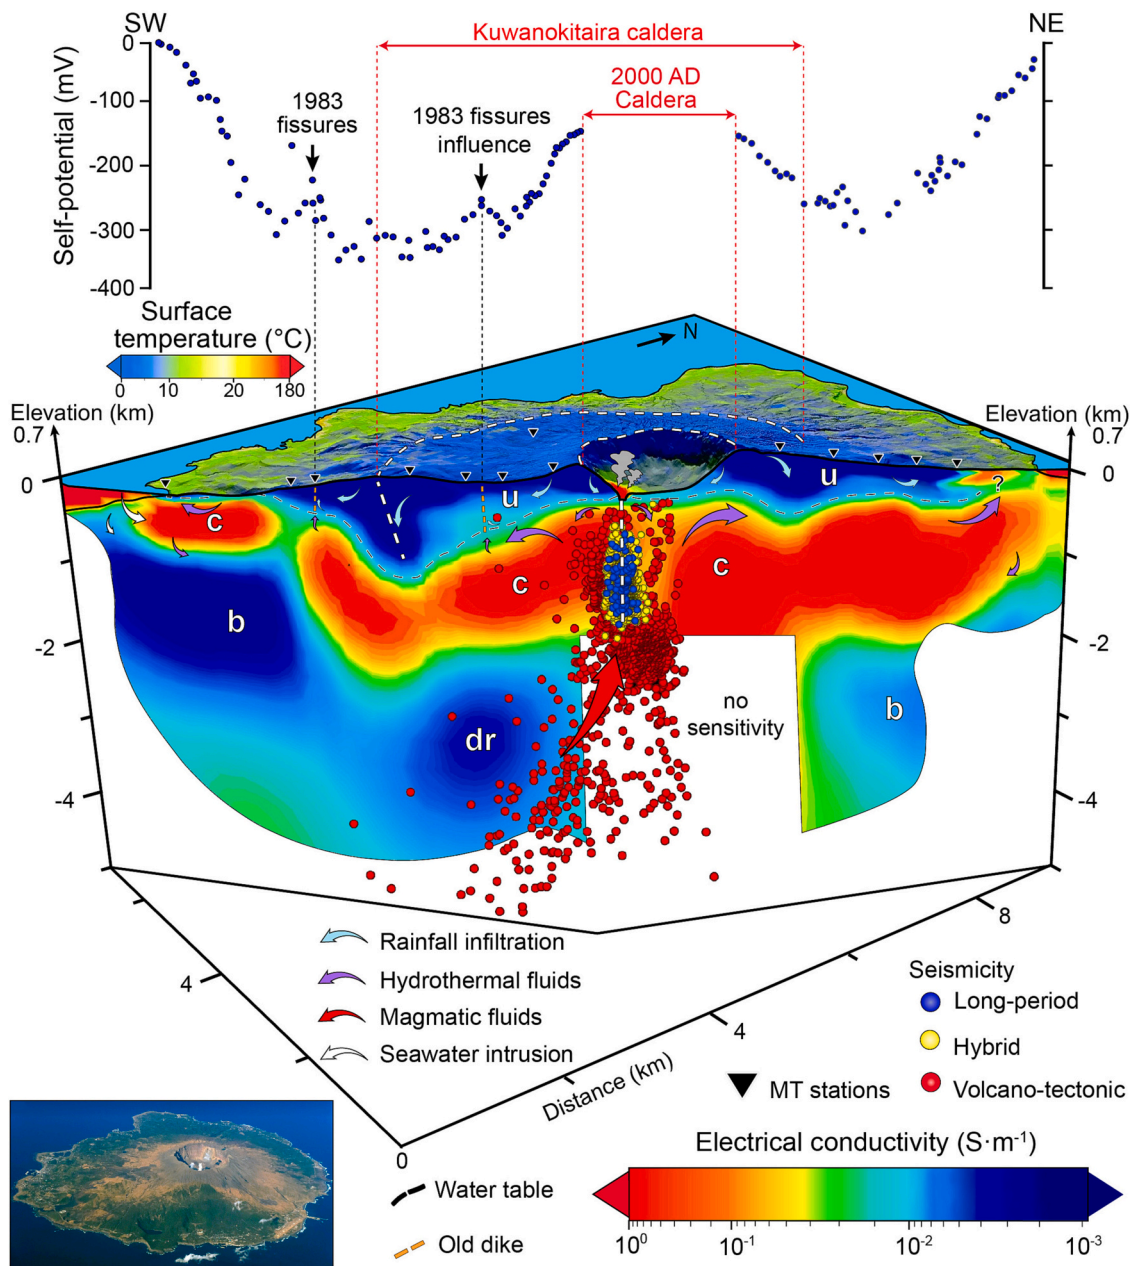 SW
NE
Kuwanokitaira caldera
2000 AD
Caldera
1983
fissures
1983 fissures
influence
Self-potential (mV)
0
-100
-200
-300
-400
Surface
temperature (°C)
0 10 20 180
N
Elevation (km)
0.7
0
-2
-4
Elevation (km)
0.7
0
-2
-4
u
u
?
c
c
c
b
b
dr
no
sensitivity
8
4
4
0
Distance (km)
Rainfall infiltration
Hydrothermal fluids
Magmatic fluids
Seawater intrusion
Seismicity
Long-period
Hybrid
Volcano-tectonic
MT stations
Water table
Old dike
Electrical conductivity (S·m⁻¹)
10⁰ 10⁻¹ 10⁻² 10⁻³